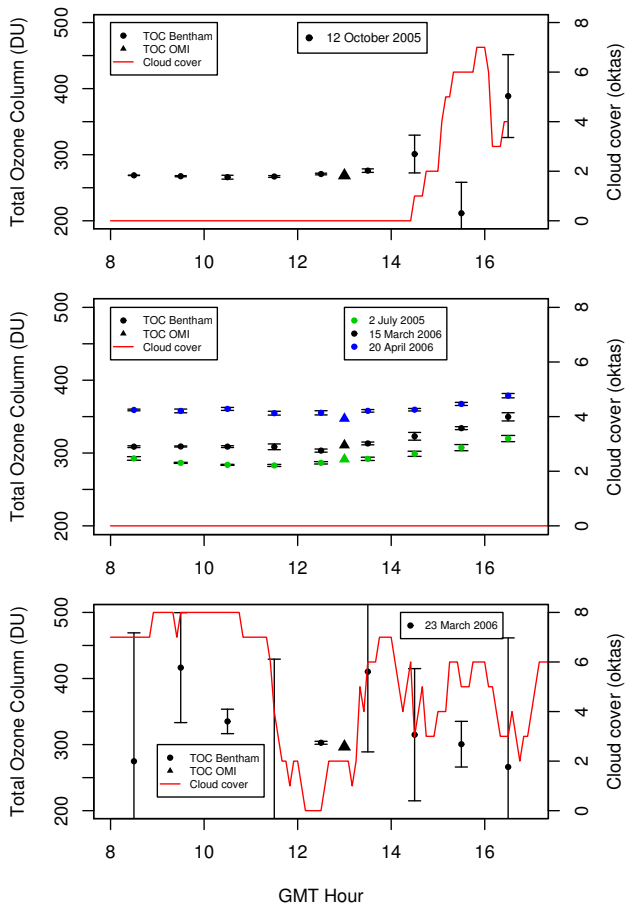 TOC Bentham
TOC OMI
Cloud cover
12 October 2005
Total Ozone Column (DU)
200
300
400
500
Cloud cover (oktas)
0
2
4
6
8
8
10
12
14
16
TOC Bentham
TOC OMI
Cloud cover
2 July 2005
15 March 2006
20 April 2006
Total Ozone Column (DU)
200
300
400
500
Cloud cover (oktas)
0
2
4
6
8
8
10
12
14
16
23 March 2006
TOC Bentham
TOC OMI
Cloud cover
Total Ozone Column (DU)
200
300
400
500
Cloud cover (oktas)
0
2
4
6
8
8
10
12
14
16
GMT Hour